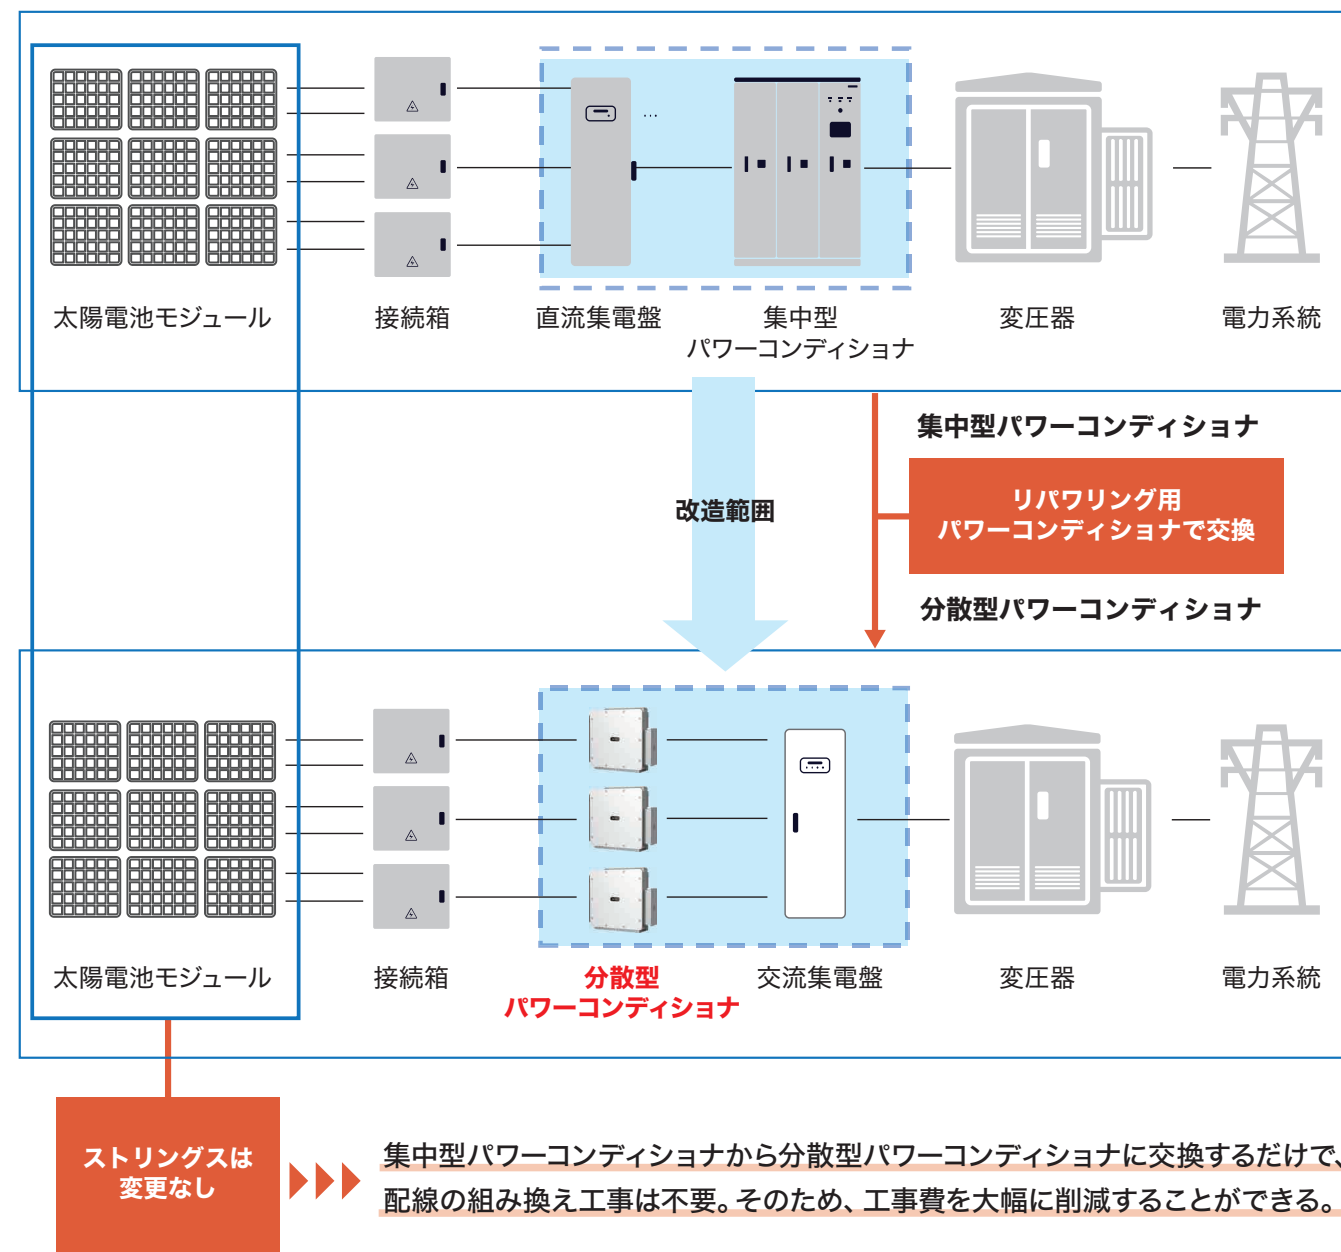 太陽電池モジュール
接続箱
直流集電盤
集中型
パワーコンディショナ
変圧器
電力系統
改造範囲
集中型パワーコンディショナ
リパワリング用
パワーコンディショナで交換
分散型パワーコンディショナ
太陽電池モジュール
接続箱
分散型
パワーコンディショナ
交流集電盤
変圧器
電力系統
ストリングスは
変更なし
集中型パワーコンディショナから分散型パワーコンディショナに交換するだけで、
配線の組み換え工事は不要。そのため、工事費を大幅に削減することができる。